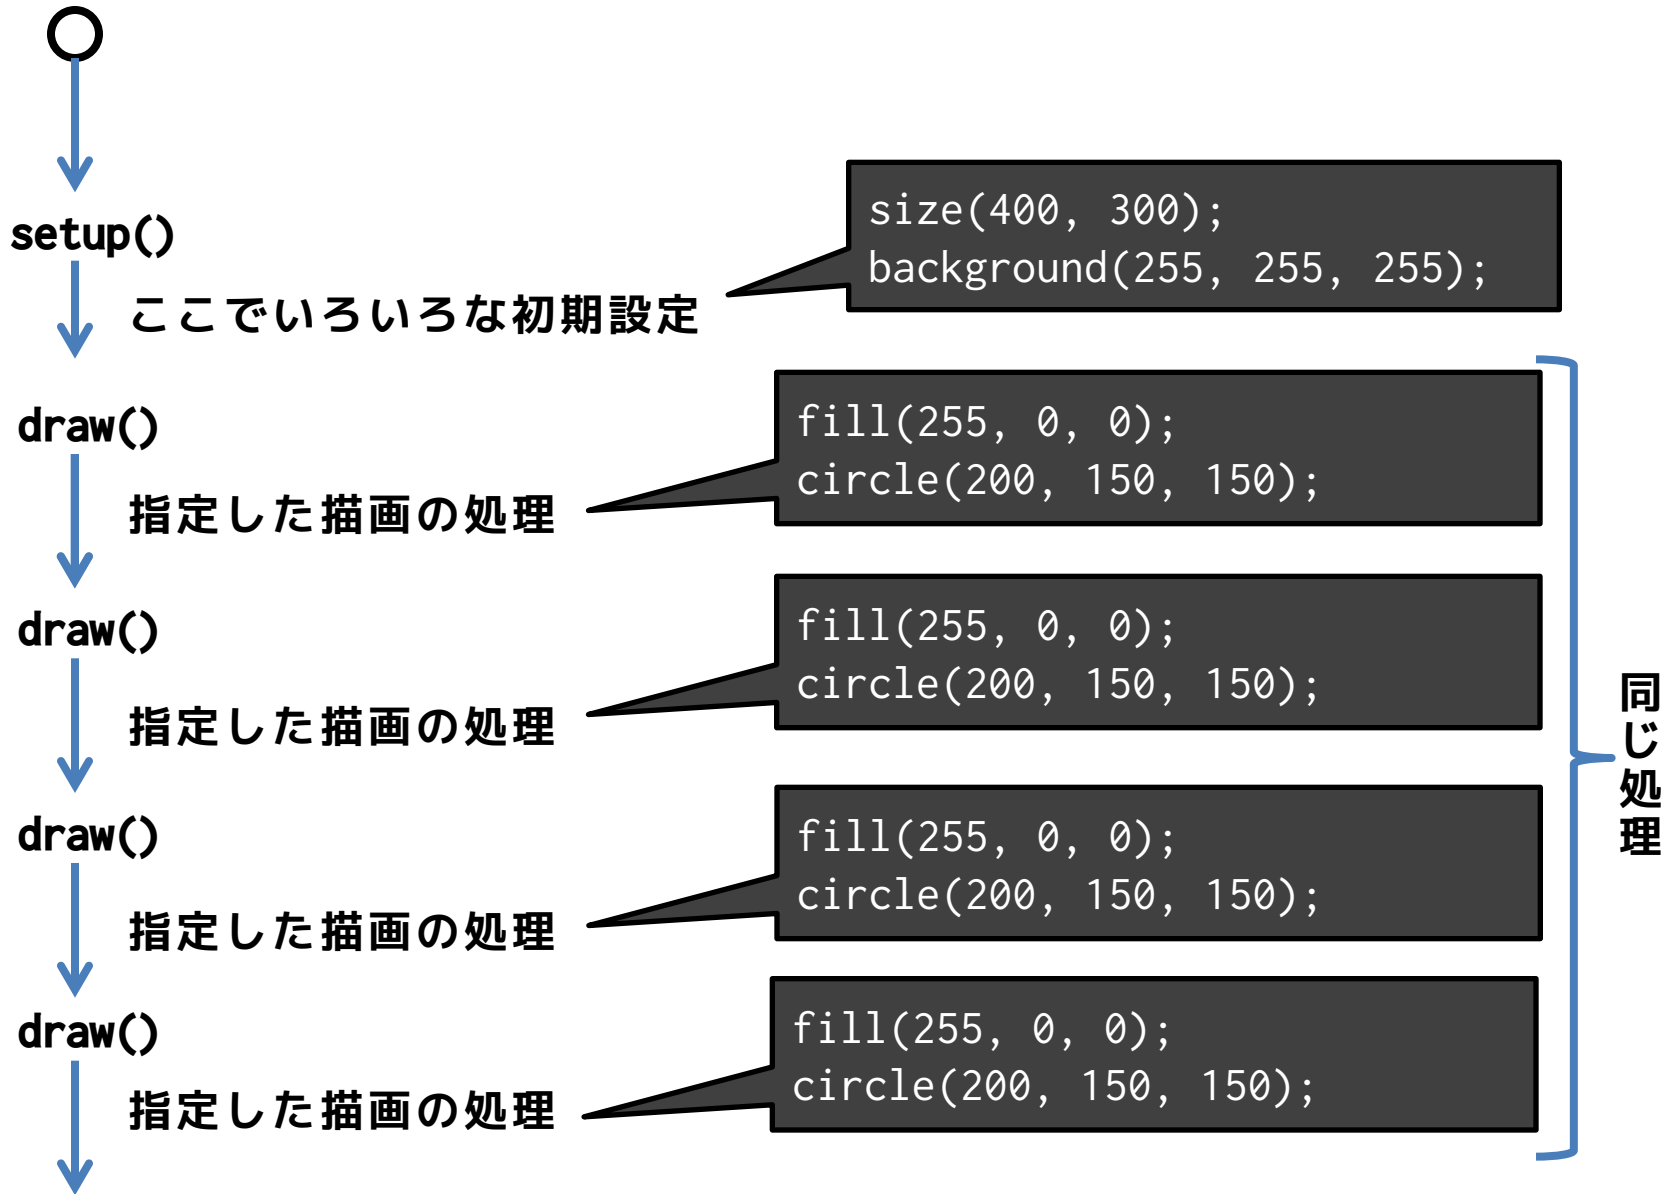 setup()
ここでいろいろな初期設定
size(400, 300);
background(255, 255, 255);
draw()
指定した描画の処理
fill(255, 0, 0);
circle(200, 150, 150);
draw()
指定した描画の処理
fill(255, 0, 0);
circle(200, 150, 150);
draw()
指定した描画の処理
fill(255, 0, 0);
circle(200, 150, 150);
draw()
指定した描画の処理
fill(255, 0, 0);
circle(200, 150, 150);
同じ処理